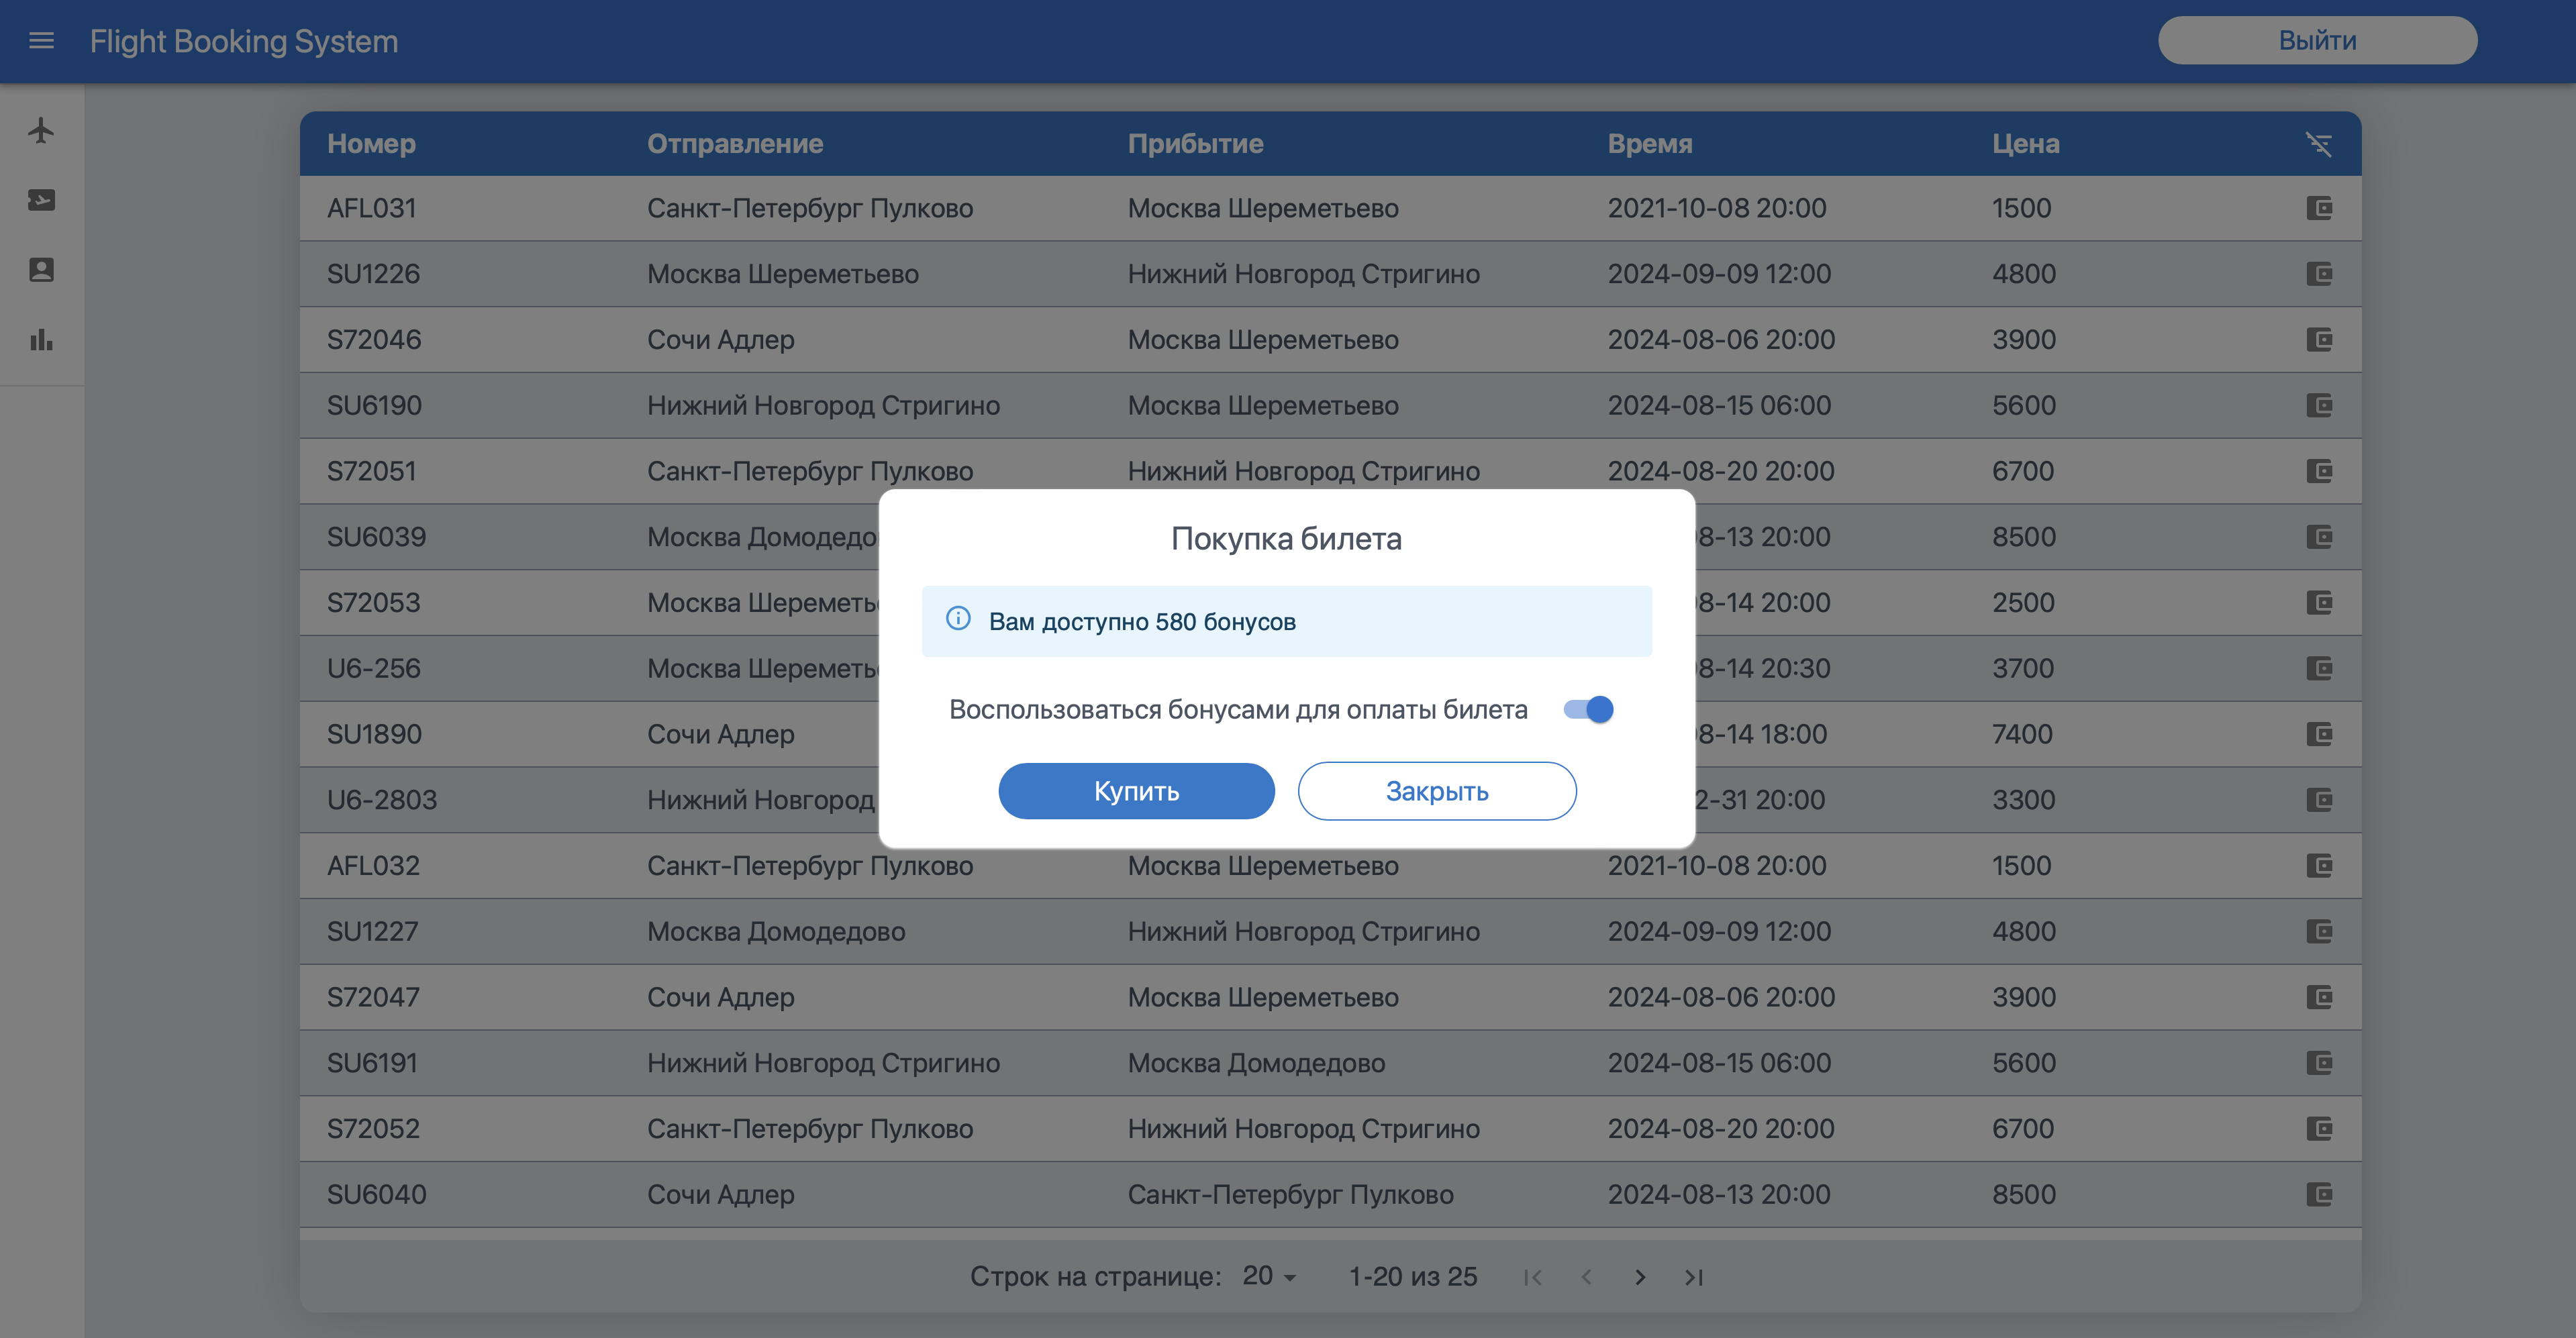 Flight Booking System Выйти
Номер Отправление Прибытие Время Цена
AFL031 Санкт-Петербург Пулково Москва Шереметьево 2021-10-08 20:00 1500
SU1226 Москва Шереметьево Нижний Новгород Стригино 2024-09-09 12:00 4800
S72046 Сочи Адлер Москва Шереметьево 2024-08-06 20:00 3900
SU6190 Нижний Новгород Стригино Москва Шереметьево 2024-08-15 06:00 5600
S72051 Санкт-Петербург Пулково Нижний Новгород Стригино 2024-08-20 20:00 6700
SU6039 Москва 8-13 20:00 8500
S72053 Москва 8-14 20:00 2500
U6-256 Москва 8-14 20:30 3700
SU1890 Сочи Адлер 8-14 18:00 7400
U6-2803 Нижний Новгород 2-31 20:00 3300
Покупка билета
Вам доступно 580 бонусов
Воспользоваться бонусами для оплаты билета
Купить Закрыть
AFL032 Санкт-Петербург Пулково Москва Шереметьево 2021-10-08 20:00 1500
SU1227 Москва Домодедово Нижний Новгород Стригино 2024-09-09 12:00 4800
S72047 Сочи Адлер Москва Шереметьево 2024-08-06 20:00 3900
SU6191 Нижний Новгород Стригино Москва Домодедово 2024-08-15 06:00 5600
S72052 Санкт-Петербург Пулково Нижний Новгород Стригино 2024-08-20 20:00 6700
SU6040 Сочи Адлер Санкт-Петербург Пулково 2024-08-13 20:00 8500
Строк на странице: 20 1-20 из 25